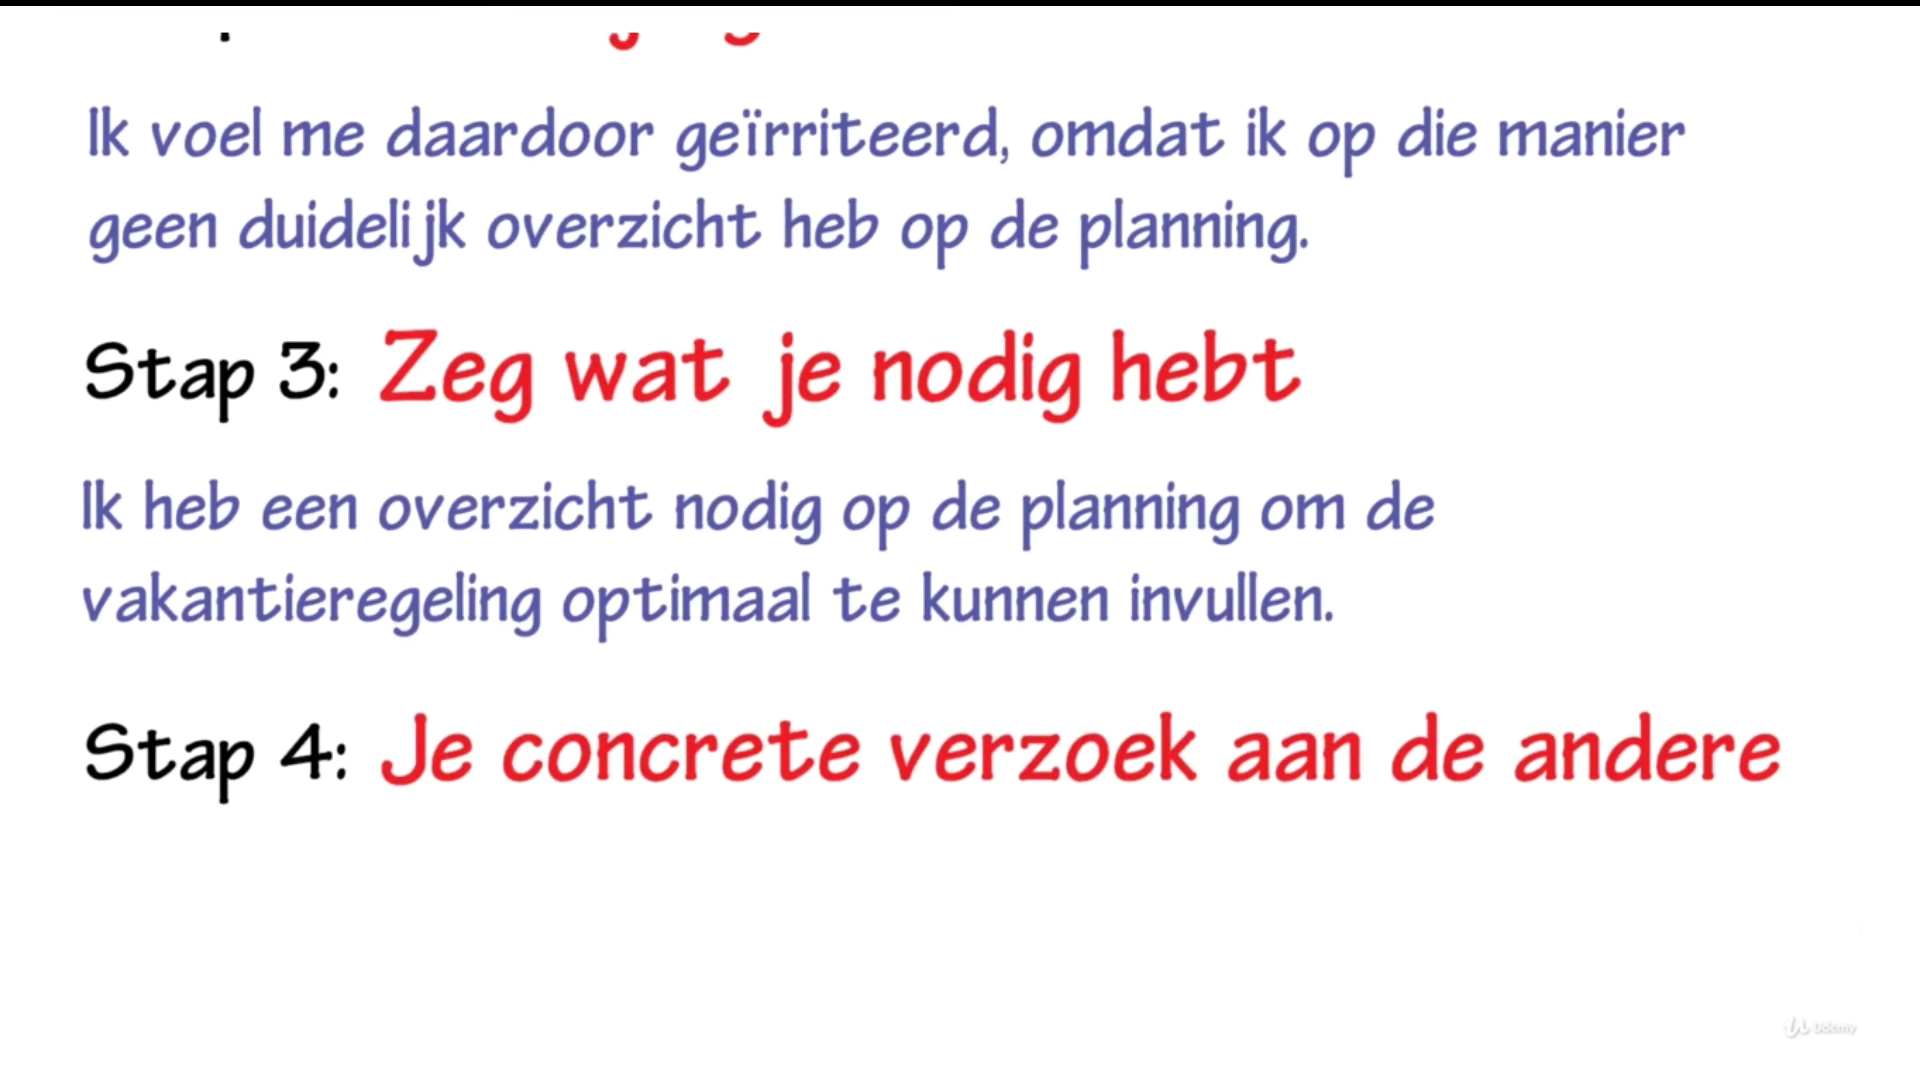 Ik voel me daardoor geïrriteerd, omdat ik op die manier
geen duidelijk overzicht heb op de planning.
Stap 3: Zeg wat je nodig hebt
Ik heb een overzicht nodig op de planning om de
vakantieregeling optimaal te kunnen invullen.
Stap 4: Je concrete verzoek aan de andere
Udemy